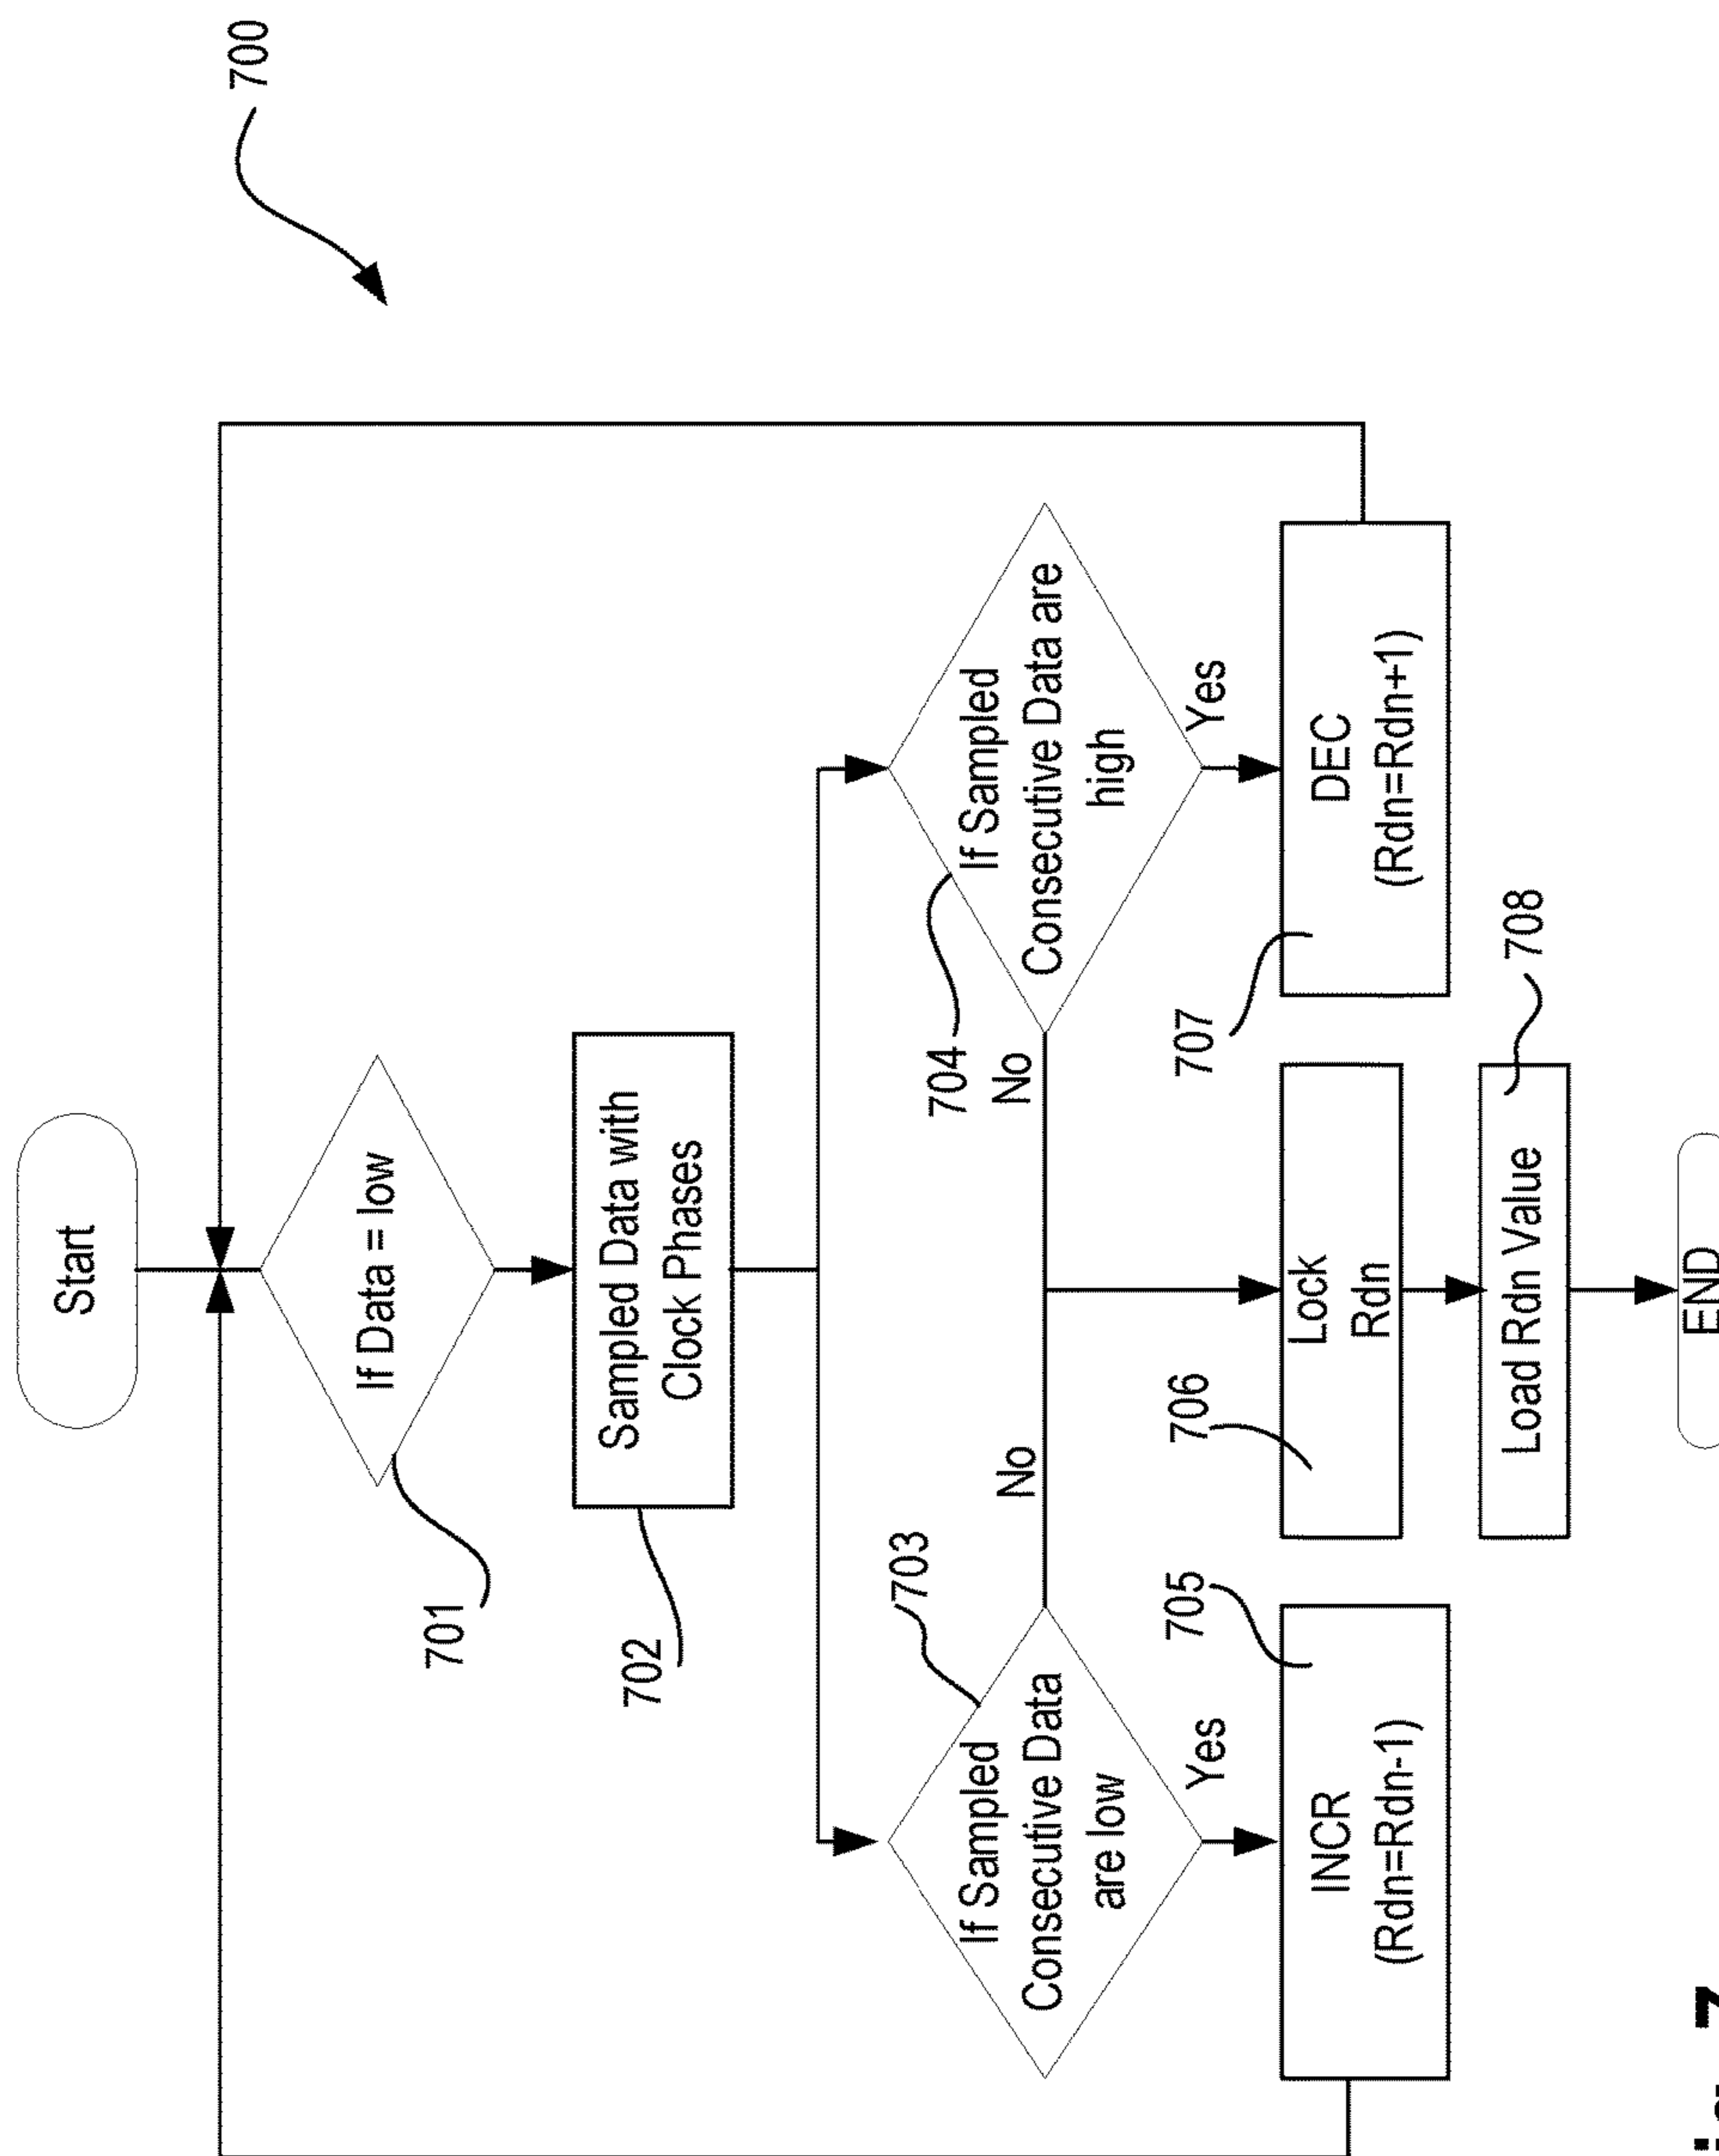 700
Start
If Data = low
701
Sampled Data with
Clock Phases
702
If Sampled
Consecutive Data
are low
703
If Sampled
Consecutive Data are
high
704
No
No
Yes
Yes
INCR
(Rdn=Rdn-1)
705
Lock
Rdn
706
DEC
(Rdn=Rdn+1)
707
Load Rdn Value
708
END
7